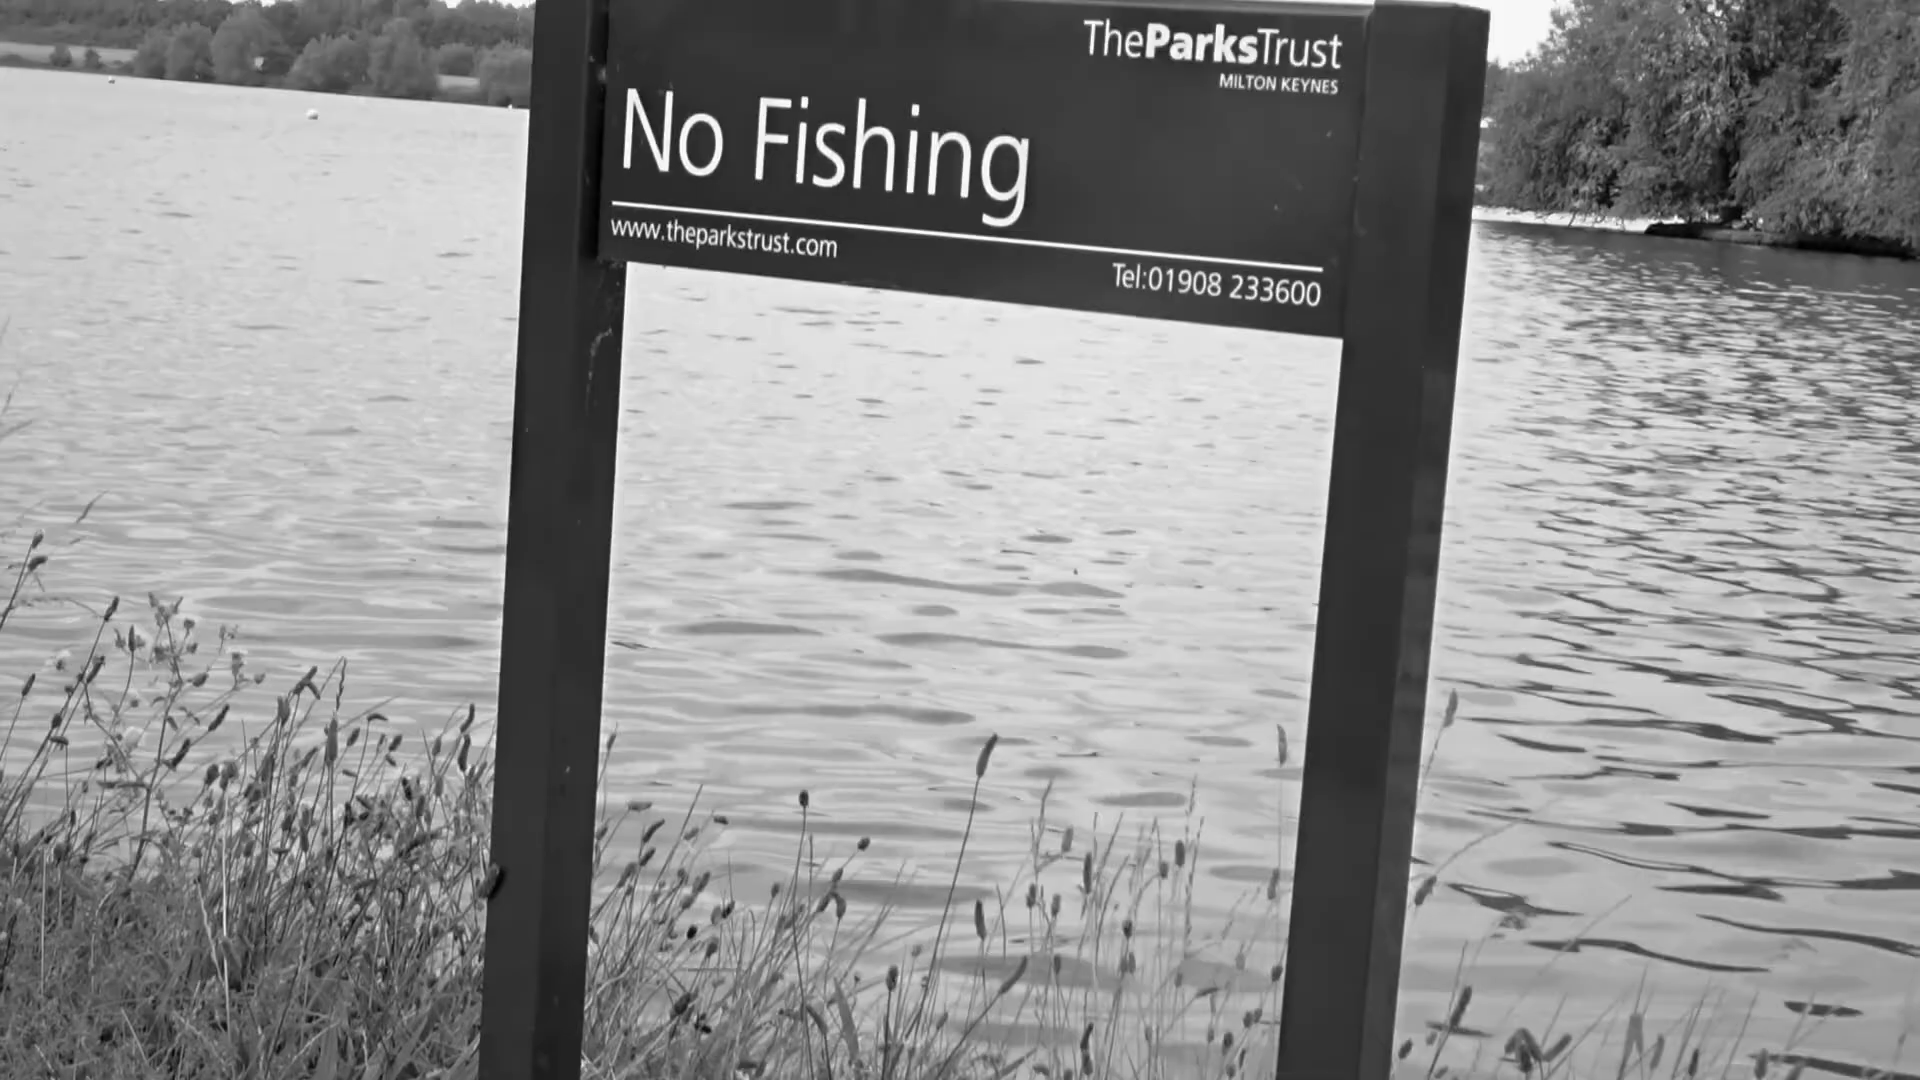 TheParksTrust
MILTON KEYNES
No Fishing
www.theparkstrust.com
Tel:01908 233600